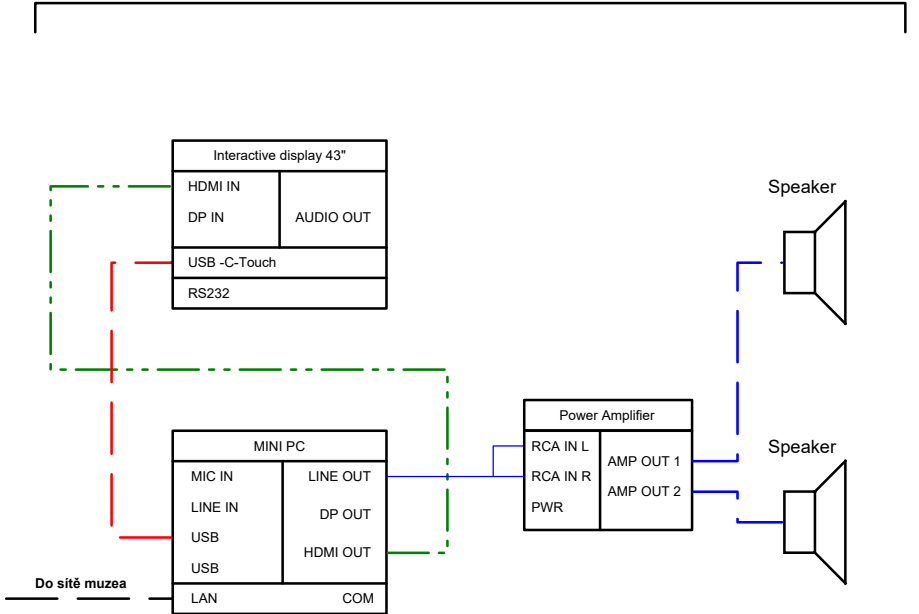 Interactive display 43"
HDMI IN
DP IN
AUDIO OUT
USB -C-Touch
RS232
Speaker
Power Amplifier
RCA IN L
RCA IN R
PWR
AMP OUT 1
AMP OUT 2
Speaker
MINI PC
MIC IN
LINE IN
USB
USB
LINE OUT
DP OUT
HDMI OUT
LAN
COM
Do sítě muzea